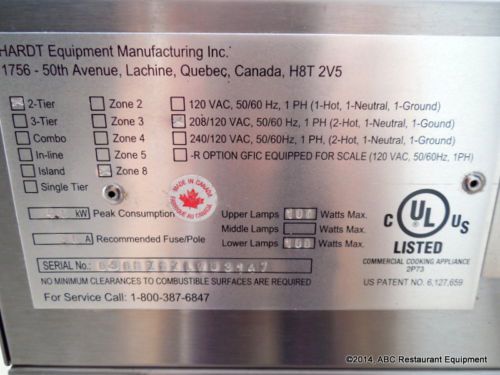 HARDT Equipment Manufacturing Inc.
1756 - 50th Avenue, Lachine, Quebec, Canada, H8T 2V5
2-Tier Zone 2 120 VAC, 50/60 Hz, 1 PH (1-Hot, 1-Neutral, 1-Ground)
3-Tier Zone 3 208/120 VAC, 50/60Hz, 1 PH, (2-Hot, 1-Neutral, 1-Ground)
Combo Zone 4 240/120 VAC, 50/60Hz, 1 PH, (2-Hot, 1-Neutral, 1-Ground)
In-line Zone 5 -R OPTION GFIC EQUIPPED FOR SCALE (120 VAC, 50/60Hz, 1PH)
Island Zone 8
Single Tier
MADE IN CANADA
FABRIQUÉ AU CANADA
kW Peak Consumption Upper Lamps Watts Max.
Middle Lamps Watts Max.
A Recommended Fuse/Pole Lower Lamps Watts Max.
C UL US
LISTED
COMMERCIAL COOKING APPLIANCE
2P73
SERIAL No.:
NO MINIMUM CLEARANCES TO COMBUSTIBLE SURFACES ARE REQUIRED
US PATENT NO. 6,127,659
For Service Call: 1-800-387-6847
©2014, ABC Restaurant Equipment